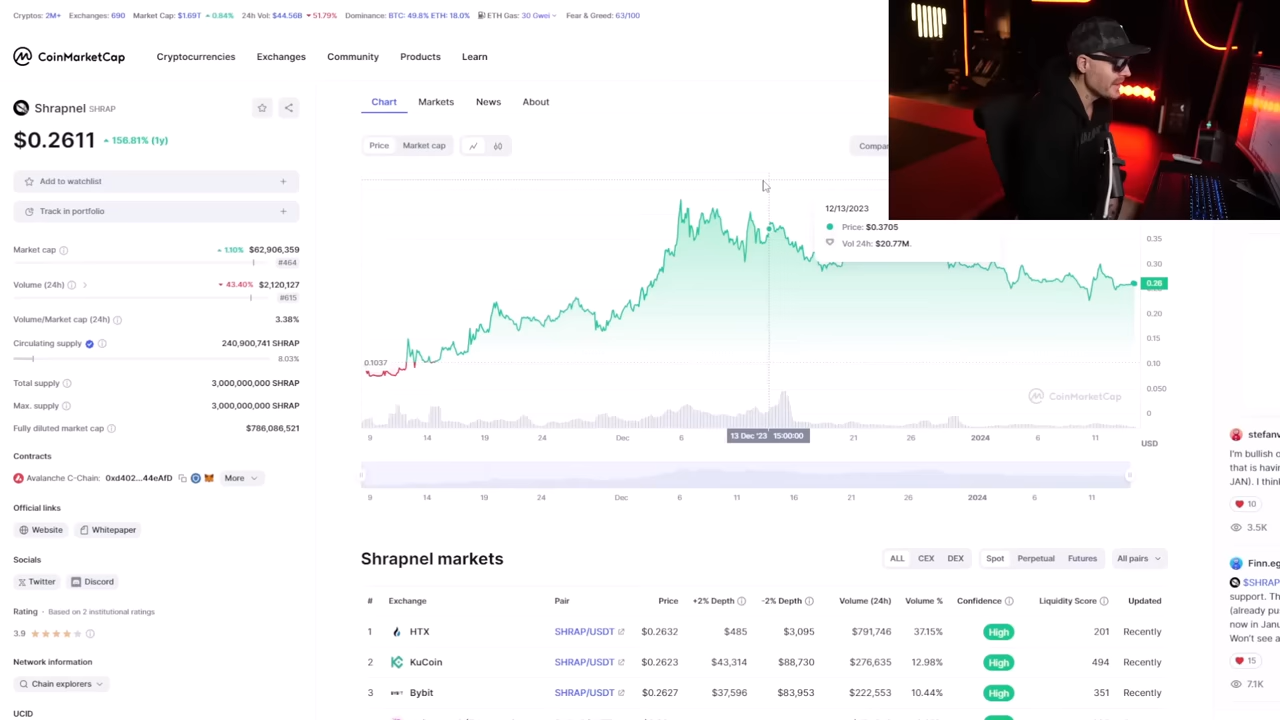 Cryptos: 2M+ Exchanges: 690 Market Cap: $1.69T 0.84% 24h Vol: $44.56B 51.79% Dominance: BTC: 49.8% ETH: 18.0% ETH Gas: 30 Gwei Fear & Greed: 63/100
CoinMarketCap Cryptocurrencies Exchanges Community Products Learn
Shrapnel SHRAP
$0.2611 156.81% (1y)
Add to watchlist
Track in portfolio
Market cap 1.10% $62,906,359
#464
Volume (24h) 43.40% $2,120,127
#615
Volume/Market cap (24h) 3.38%
Circulating supply 240,900,741 SHRAP
8.03%
Total supply 3,000,000,000 SHRAP
Max. supply 3,000,000,000 SHRAP
Fully diluted market cap $786,086,521
Contracts
Avalanche C-Chain: 0xd402...44eAfD More
Official links
Website Whitepaper
Socials
Twitter Discord
Rating · Based on 2 institutional ratings
3.9
Network information
Chain explorers
UCID
Chart Markets News About
Price Market cap
12/13/2023
Price: $0.3705
Vol 24h: $20.77M
0.35
0.30
0.26
0.20
0.15
0.10
0.050
0
0.1037
CoinMarketCap
9 14 19 24 Dec 6 13 Dec '23 15:00:00 21 26 2024 6 11
USD
9 14 19 24 Dec 6 11 16 21 26 2024 6 11
Shrapnel markets ALL CEX DEX Spot Perpetual Futures All pairs
# Exchange Pair Price +2% Depth -2% Depth Volume (24h) Volume % Confidence Liquidity Score Updated
1 HTX SHRAP/USDT $0.2632 $485 $3,095 $791,746 37.15% High 201 Recently
2 KuCoin SHRAP/USDT $0.2623 $43,314 $88,730 $276,635 12.98% High 494 Recently
3 Bybit SHRAP/USDT $0.2627 $37,596 $83,953 $222,553 10.44% High 351 Recently
I'm bullish
that is havin
JAN). I think
10
3.5K
Finn.eg
$SHRAP
support. Th
(already pu
now in Janu
Won't see a
15
7.1K